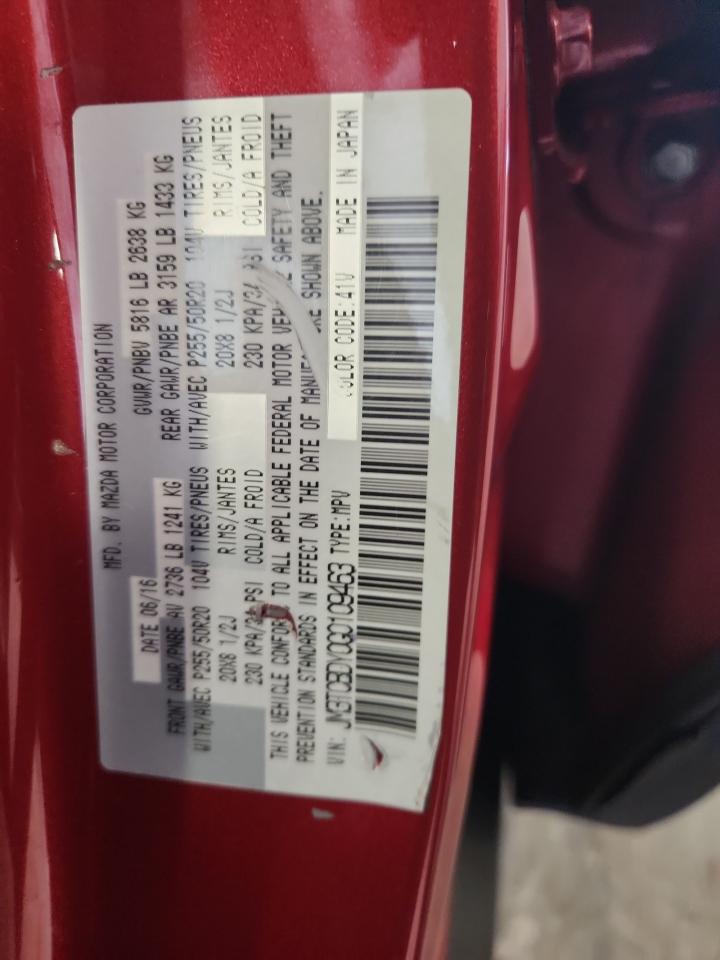 MFD. BY MAZDA MOTOR CORPORATION
DATE 06/16 GVWR/PNBV 5816 LB 2638 KG
FRONT GAWR/PNBE AV 2736 LB 1241 KG REAR GAWR/PNBE AR 3159 LB 1433 KG
WITH/AVEC P255/50R20 104V TIRES/PNEUS WITH/AVEC P255/50R20 104V TIRES/PNEUS
20X8 1/2J RIMS/JANTES 20X8 1/2J RIMS/JANTES
230 KPA/34 PSI COLD/A FROID 230 KPA/34 PSI COLD/A FROID
THIS VEHICLE CONFORMS TO ALL APPLICABLE FEDERAL MOTOR VEHICLE SAFETY AND THEFT
PREVENTION STANDARDS IN EFFECT ON THE DATE OF MANUFACTURE SHOWN ABOVE.
VIN: JM3TCBDY0G0109463 TYPE:MPV COLOR CODE:41V MADE IN JAPAN